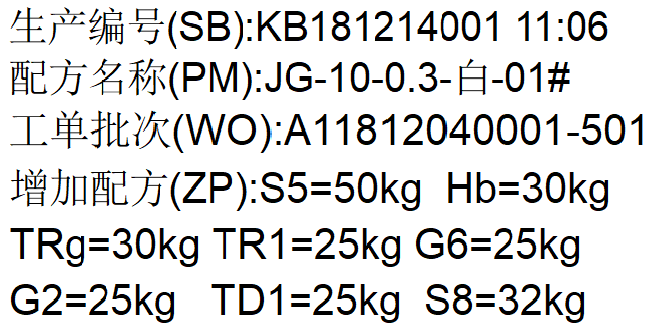 生产编号(SB):KB181214001 11:06
配方名称(PM):JG-10-0.3-白-01#
工单批次(WO):A11812040001-501
增加配方(ZP):S5=50kg  Hb=30kg
TRg=30kg TR1=25kg G6=25kg
G2=25kg   TD1=25kg  S8=32kg